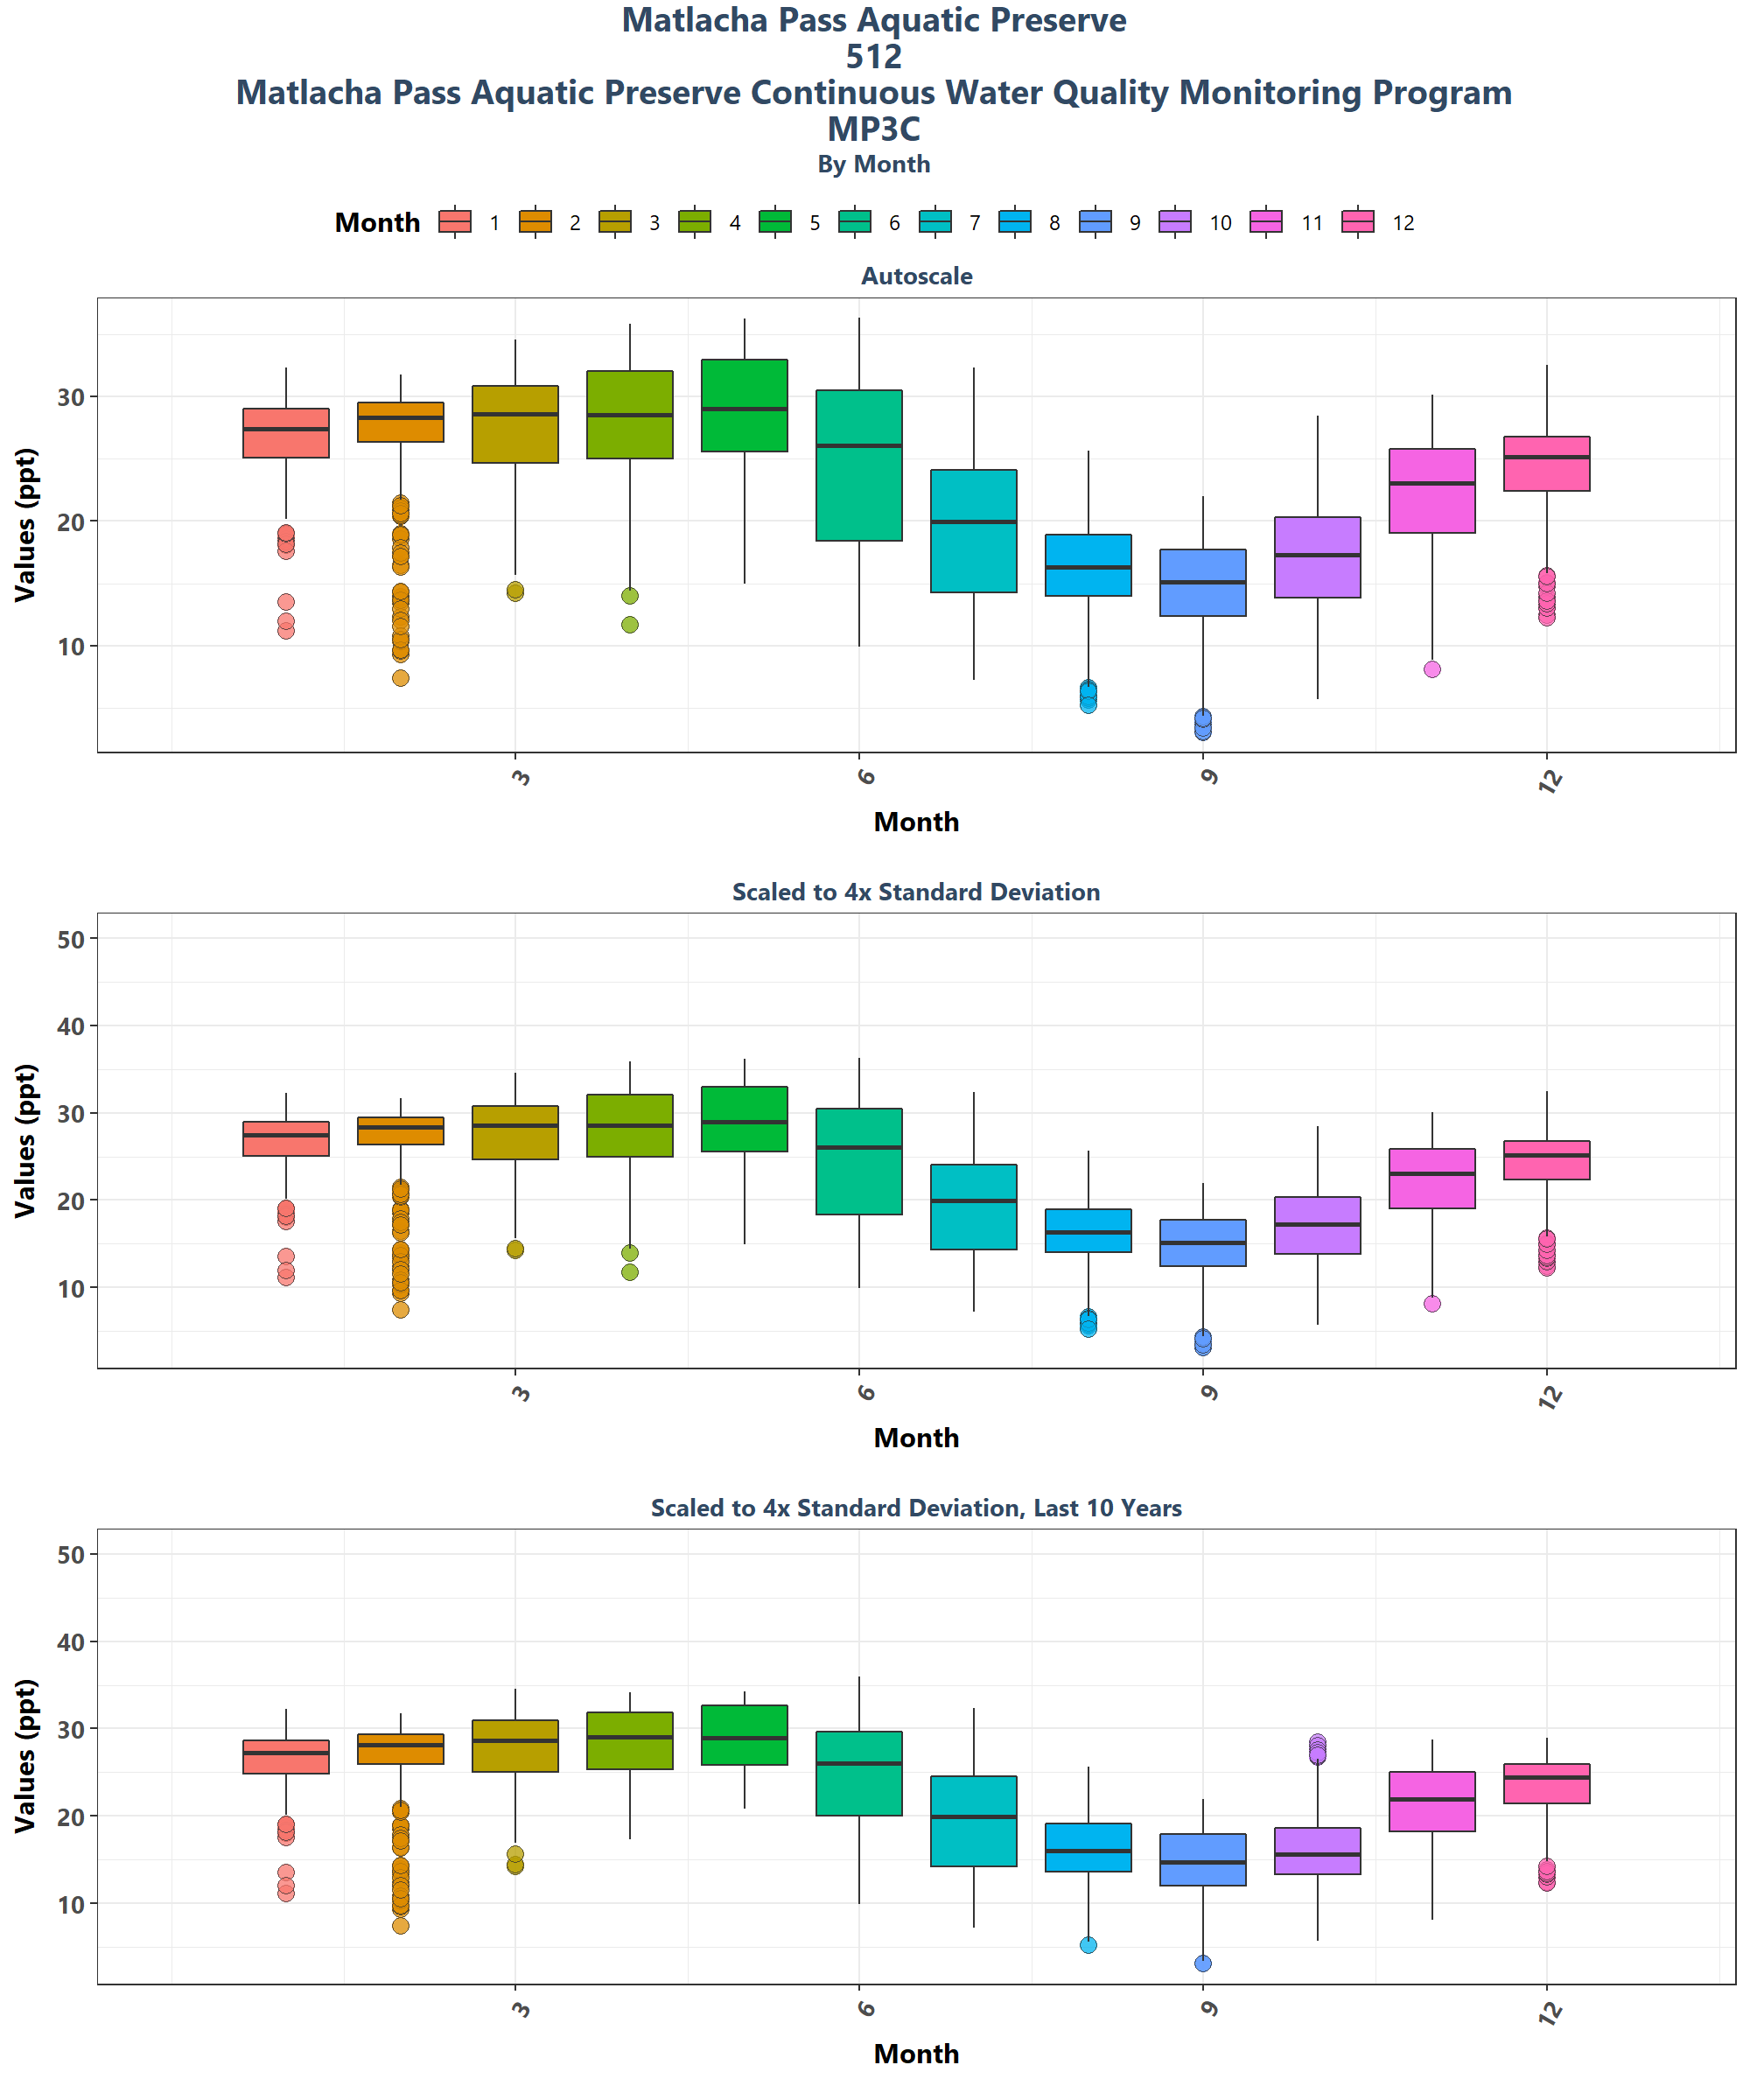 Matlacha Pass Aquatic Preserve
512
Matlacha Pass Aquatic Preserve Continuous Water Quality Monitoring Program
MP3C
By Month
Month 1 2 3 4 5 6 7 8 9 10 11 12
Autoscale
Values (ppt)
30
20
10
3 6 9 12
Month
Scaled to 4x Standard Deviation
Values (ppt)
50
40
30
20
10
3 6 9 12
Month
Scaled to 4x Standard Deviation, Last 10 Years
Values (ppt)
50
40
30
20
10
3 6 9 12
Month